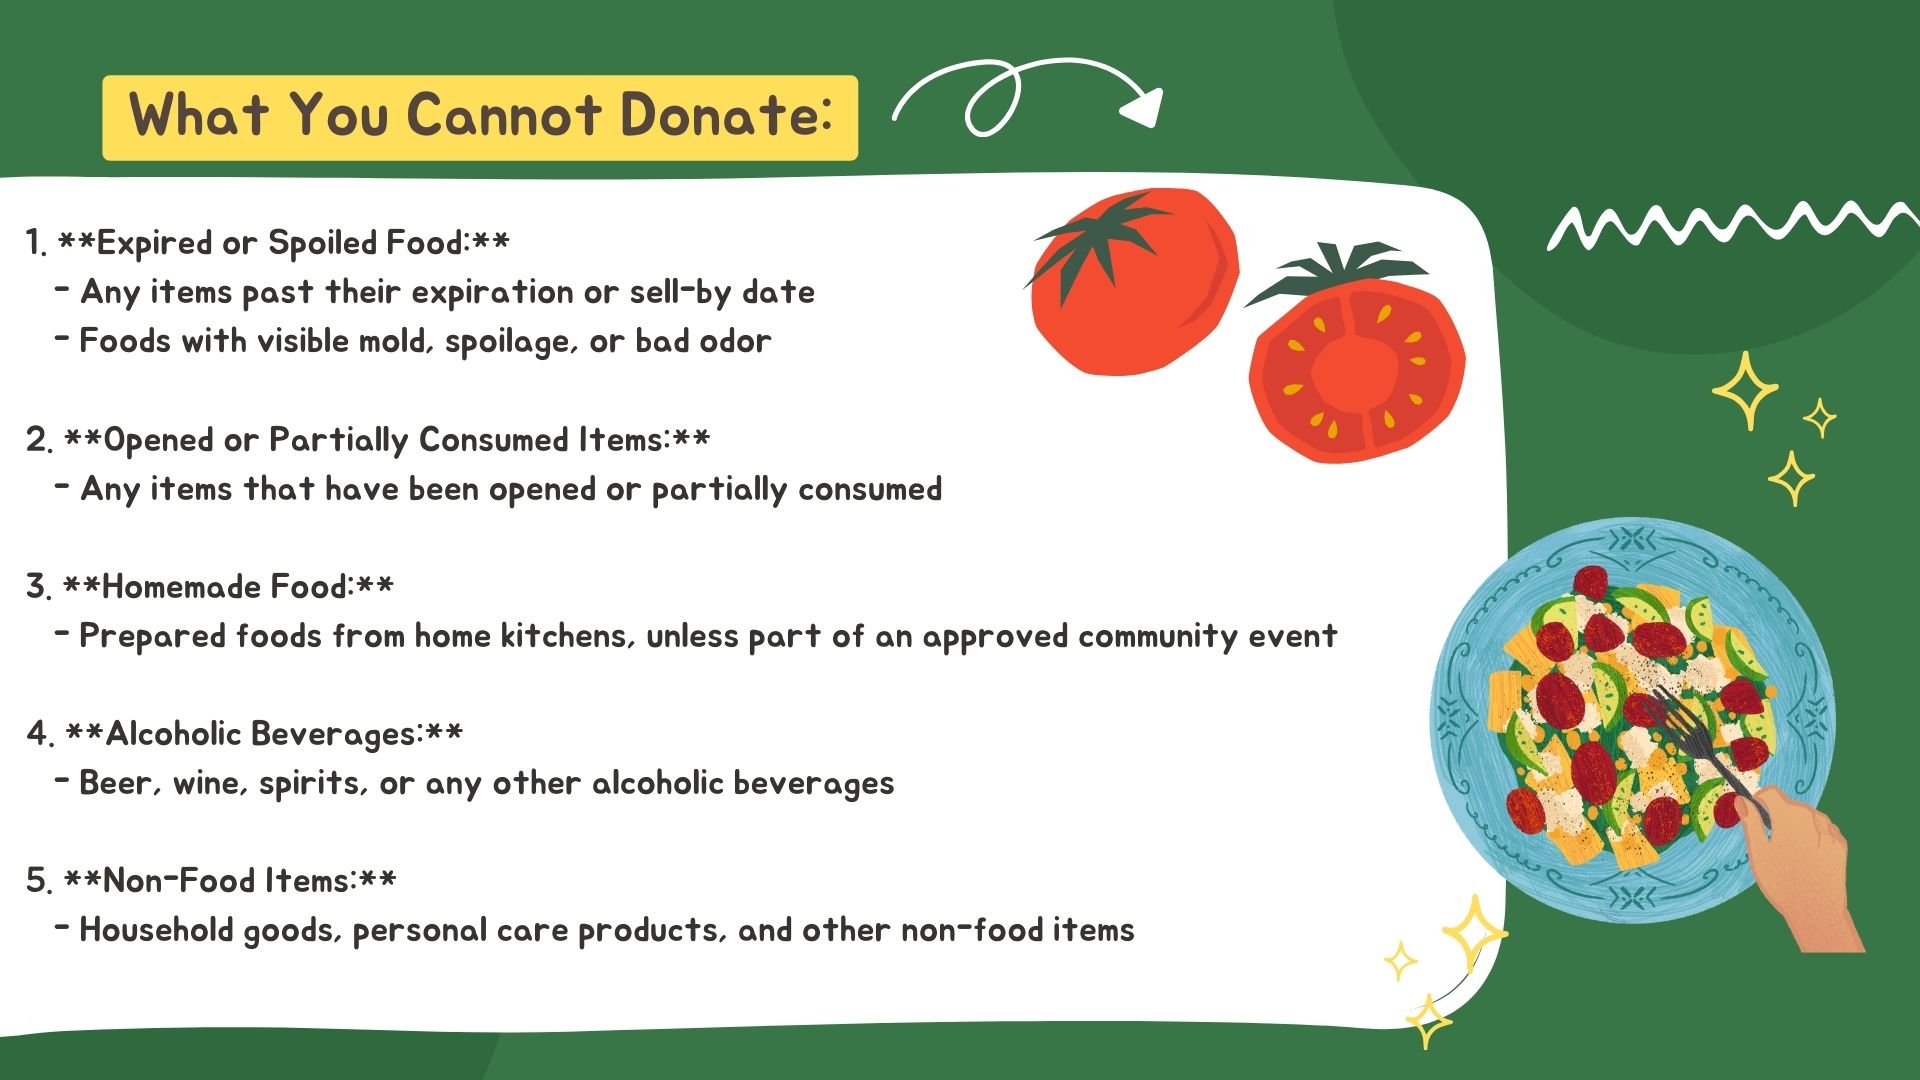 What You Cannot Donate:
1. **Expired or Spoiled Food:**
- Any items past their expiration or sell-by date
- Foods with visible mold, spoilage, or bad odor
2. **Opened or Partially Consumed Items:**
- Any items that have been opened or partially consumed
3. **Homemade Food:**
- Prepared foods from home kitchens, unless part of an approved community event
4. **Alcoholic Beverages:**
- Beer, wine, spirits, or any other alcoholic beverages
5. **Non-Food Items:**
- Household goods, personal care products, and other non-food items